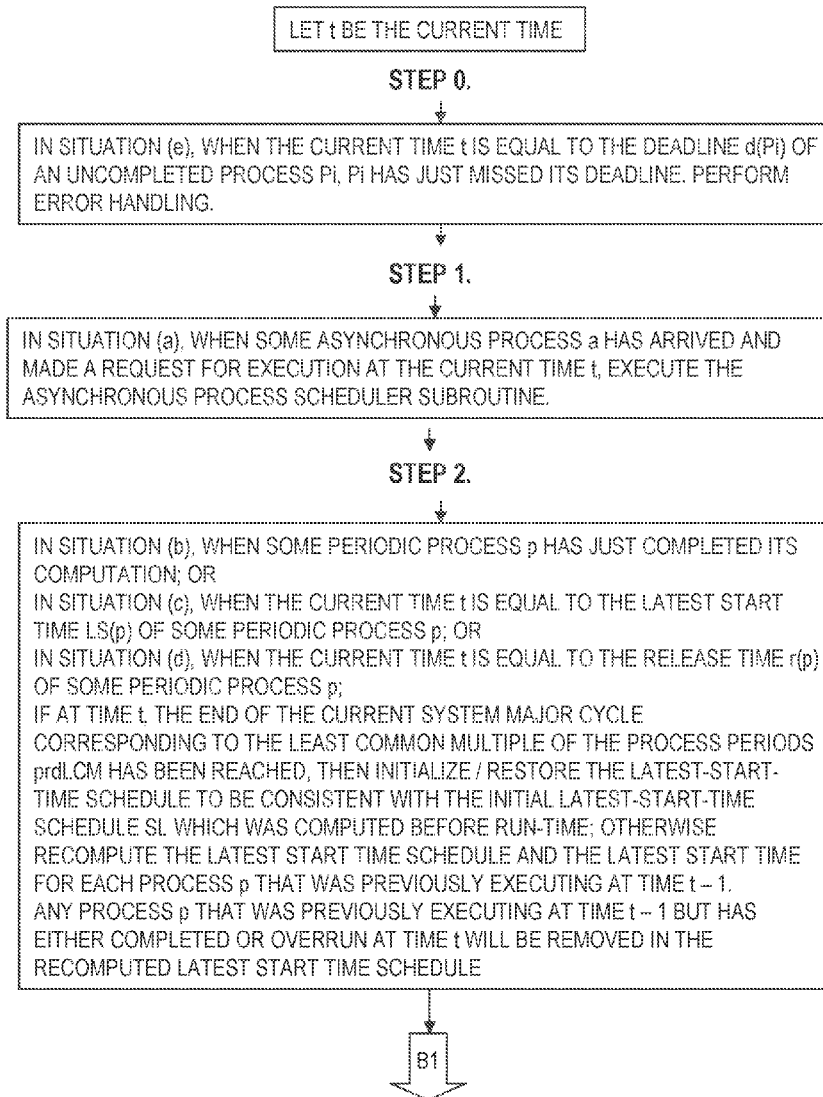 LET t BE THE CURRENT TIME
STEP 0.
IN SITUATION (e), WHEN THE CURRENT TIME t IS EQUAL TO THE DEADLINE d(Pi) OF
AN UNCOMPLETED PROCESS Pi, Pi HAS JUST MISSED ITS DEADLINE. PERFORM
ERROR HANDLING.
STEP 1.
IN SITUATION (a), WHEN SOME ASYNCHRONOUS PROCESS a HAS ARRIVED AND
MADE A REQUEST FOR EXECUTION AT THE CURRENT TIME t, EXECUTE THE
ASYNCHRONOUS PROCESS SCHEDULER SUBROUTINE.
STEP 2.
IN SITUATION (b), WHEN SOME PERIODIC PROCESS p HAS JUST COMPLETED ITS
COMPUTATION; OR
IN SITUATION (c), WHEN THE CURRENT TIME t IS EQUAL TO THE LATEST START
TIME LS(p) OF SOME PERIODIC PROCESS p; OR
IN SITUATION (d), WHEN THE CURRENT TIME t IS EQUAL TO THE RELEASE TIME r(p)
OF SOME PERIODIC PROCESS p;
IF AT TIME t, THE END OF THE CURRENT SYSTEM MAJOR CYCLE
CORRESPONDING TO THE LEAST COMMON MULTIPLE OF THE PROCESS PERIODS
prdLCM HAS BEEN REACHED, THEN INITIALIZE / RESTORE THE LATEST-START-
TIME SCHEDULE TO BE CONSISTENT WITH THE INITIAL LATEST-START-TIME
SCHEDULE SL WHICH WAS COMPUTED BEFORE RUN-TIME; OTHERWISE
RECOMPUTE THE LATEST START TIME SCHEDULE AND THE LATEST START TIME
FOR EACH PROCESS p THAT WAS PREVIOUSLY EXECUTING AT TIME t – 1.
ANY PROCESS p THAT WAS PREVIOUSLY EXECUTING AT TIME t – 1 BUT HAS
EITHER COMPLETED OR OVERRUN AT TIME t WILL BE REMOVED IN THE
RECOMPUTED LATEST START TIME SCHEDULE
B1